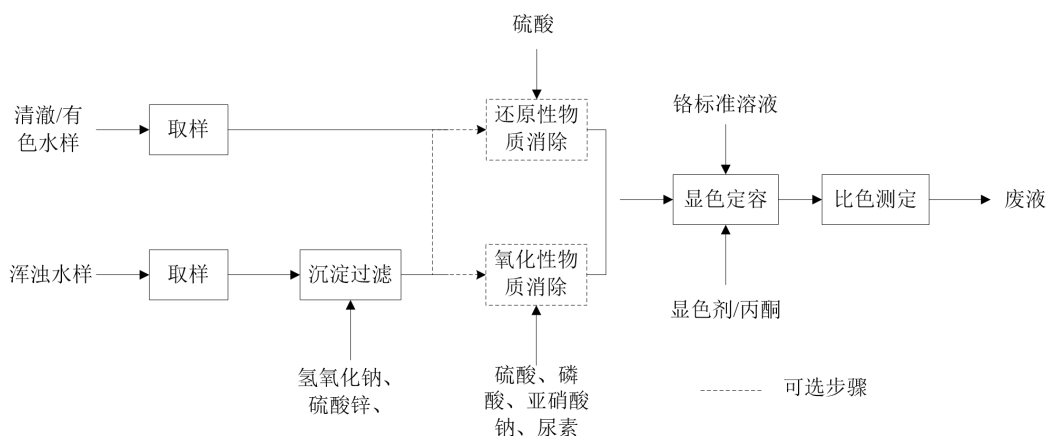 硫酸
清澈/有
色水样
取样
还原性物
质消除
铬标准溶液
显色定容
比色测定
废液
浑浊水样
取样
沉淀过滤
氧化性物
质消除
显色剂/丙酮
氢氧化钠、
硫酸锌、
硫酸、磷
酸、亚硝酸
钠、尿素
可选步骤